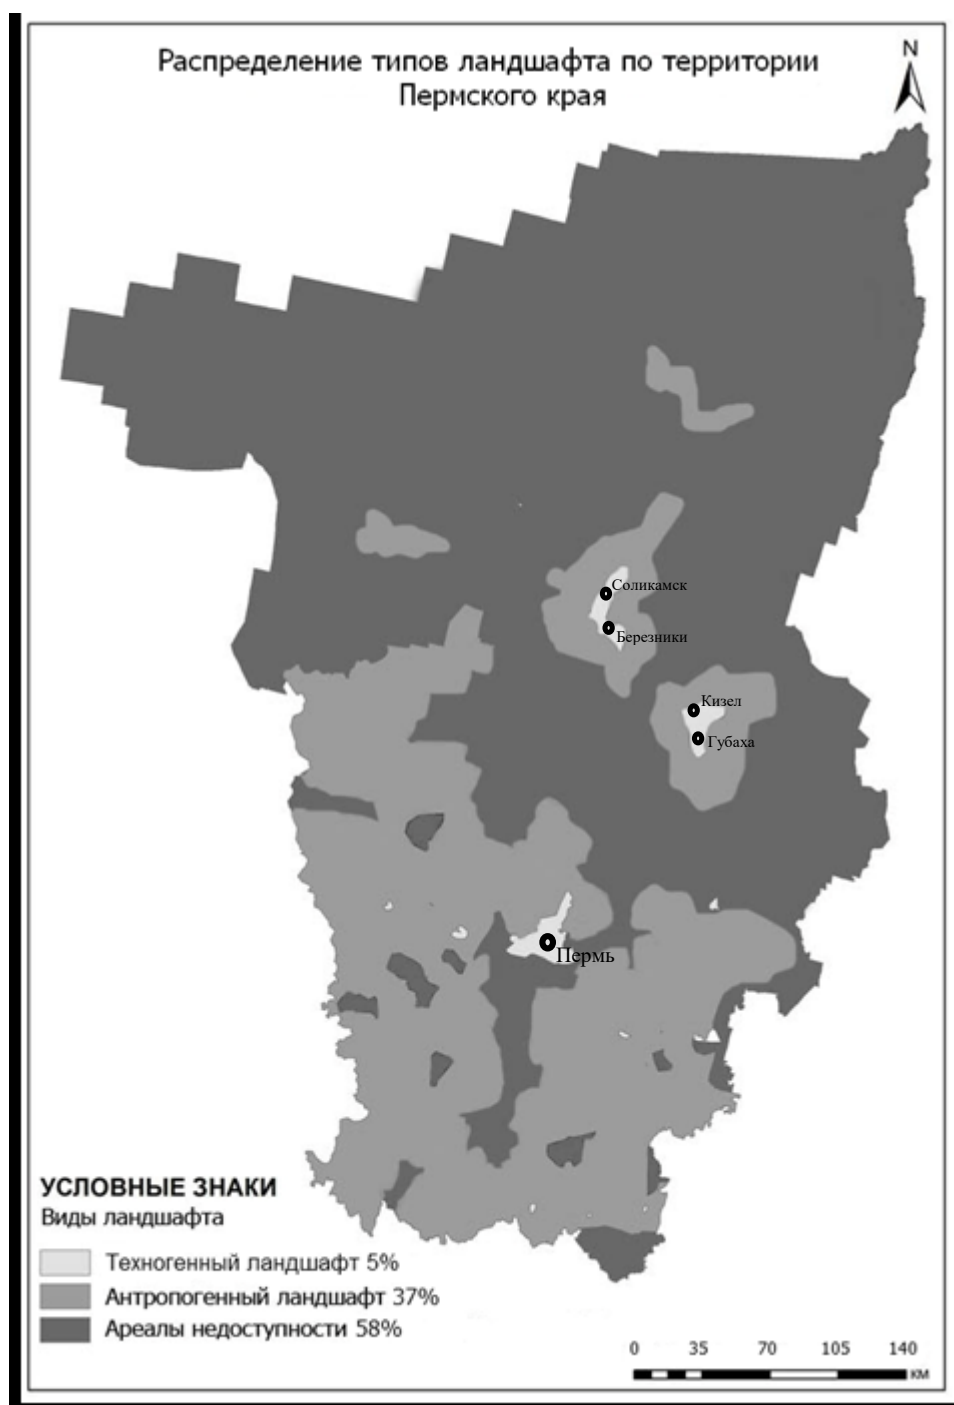 Распределение типов ландшафта по территории
Пермского края
N
Соликамск
Березники
Кизел
Губаха
Пермь
УСЛОВНЫЕ ЗНАКИ
Виды ландшафта
Техногенный ландшафт 5%
Антропогенный ландшафт 37%
Ареалы недоступности 58%
0 35 70 105 140
км